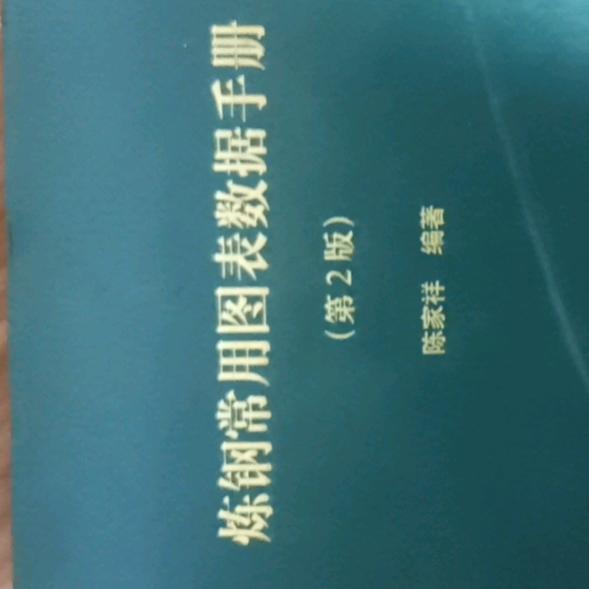 炼钢常用图表数据手册
（第2版）
陈家祥 编著